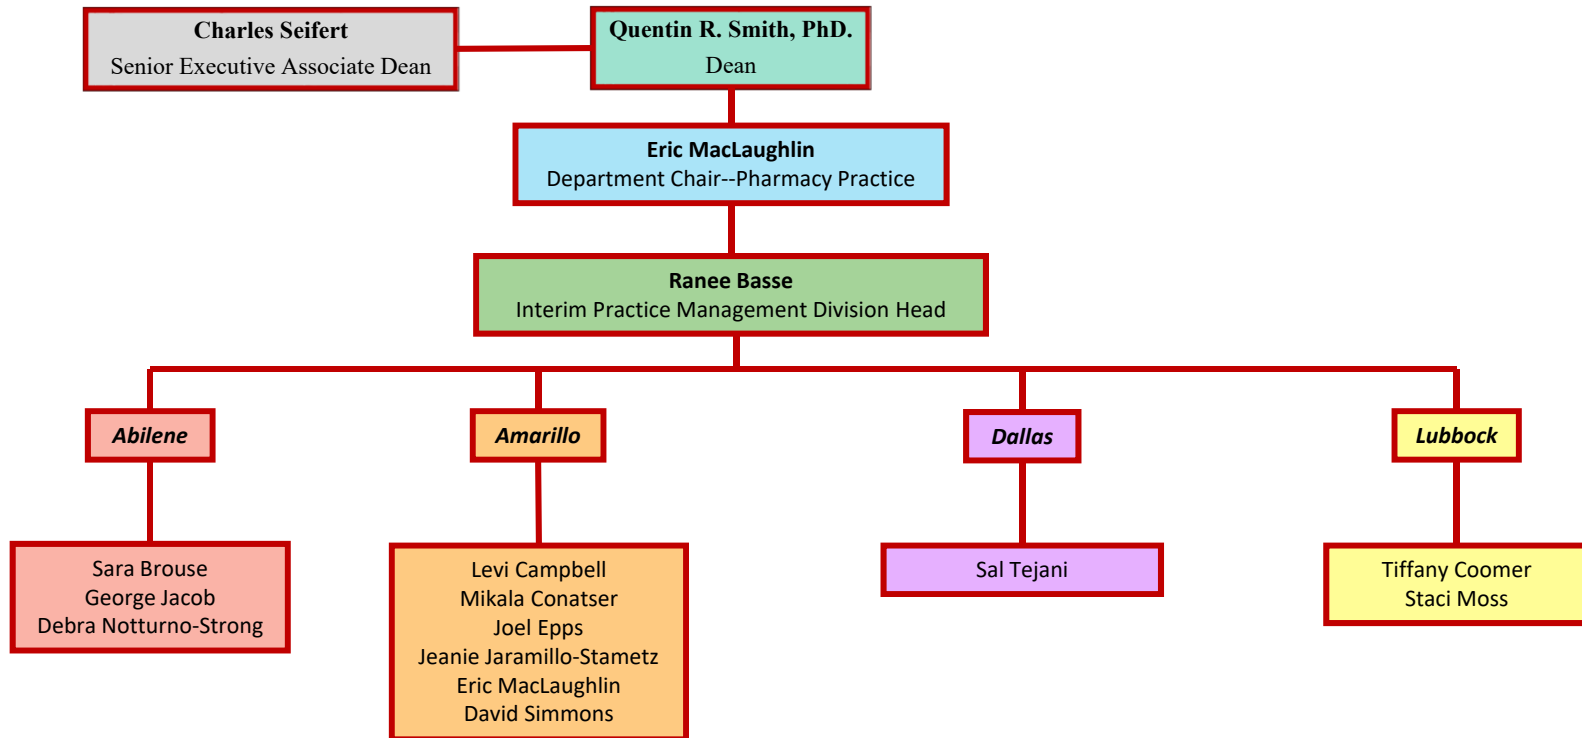 Charles Seifert
Senior Executive Associate Dean
Quentin R. Smith, PhD.
Dean
Eric MacLaughlin
Department Chair--Pharmacy Practice
Ranee Basse
Interim Practice Management Division Head
Abilene
Amarillo
Dallas
Lubbock
Sara Brouse
George Jacob
Debra Notturno-Strong
Levi Campbell
Mikala Conatser
Joel Epps
Jeanie Jaramillo-Stametz
Eric MacLaughlin
David Simmons
Sal Tejani
Tiffany Coomer
Staci Moss